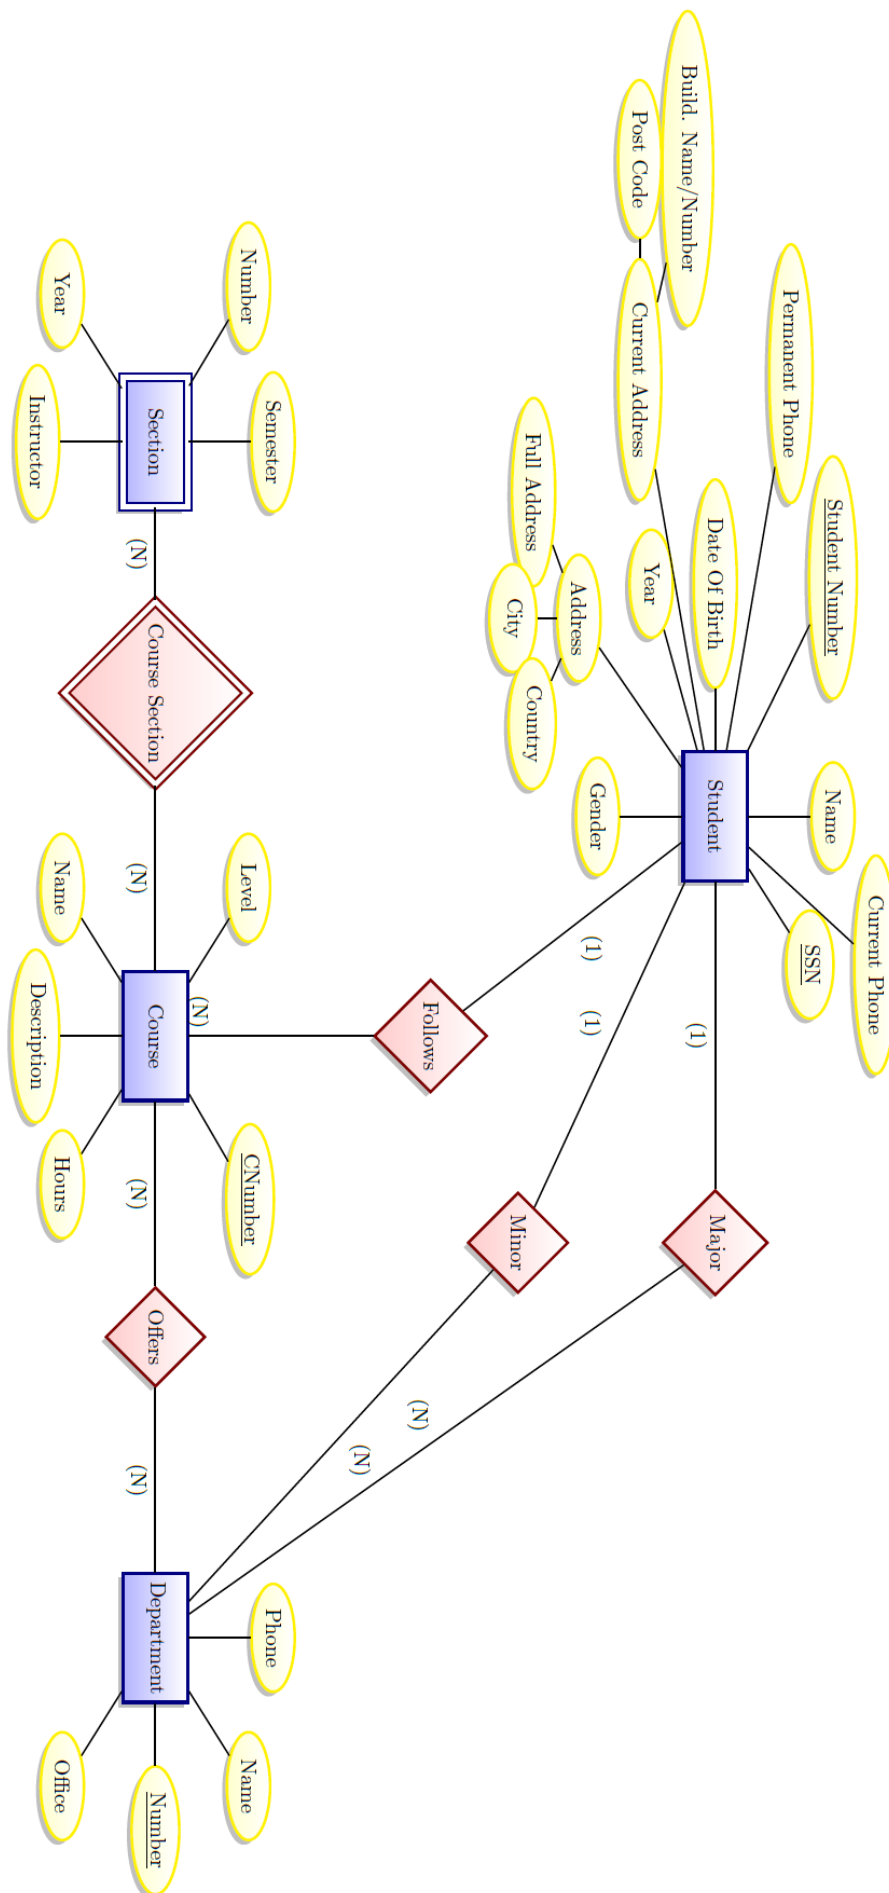 Current Phone
Student Number
Name
SSN
Permanent Phone
Date Of Birth
Student
(1)
Major
Build. Name/Number
Post Code
Current Address
Year
Address
Full Address
City
Country
Gender
(1)
(1)
Follows
Minor
(N)
(N)
Number
Semester
Level
(N)
CNumber
Phone
Name
Section
(N)
Course Section
(N)
Course
(N)
Offers
(N)
Department
Number
Year
Instructor
Name
Description
Hours
Office